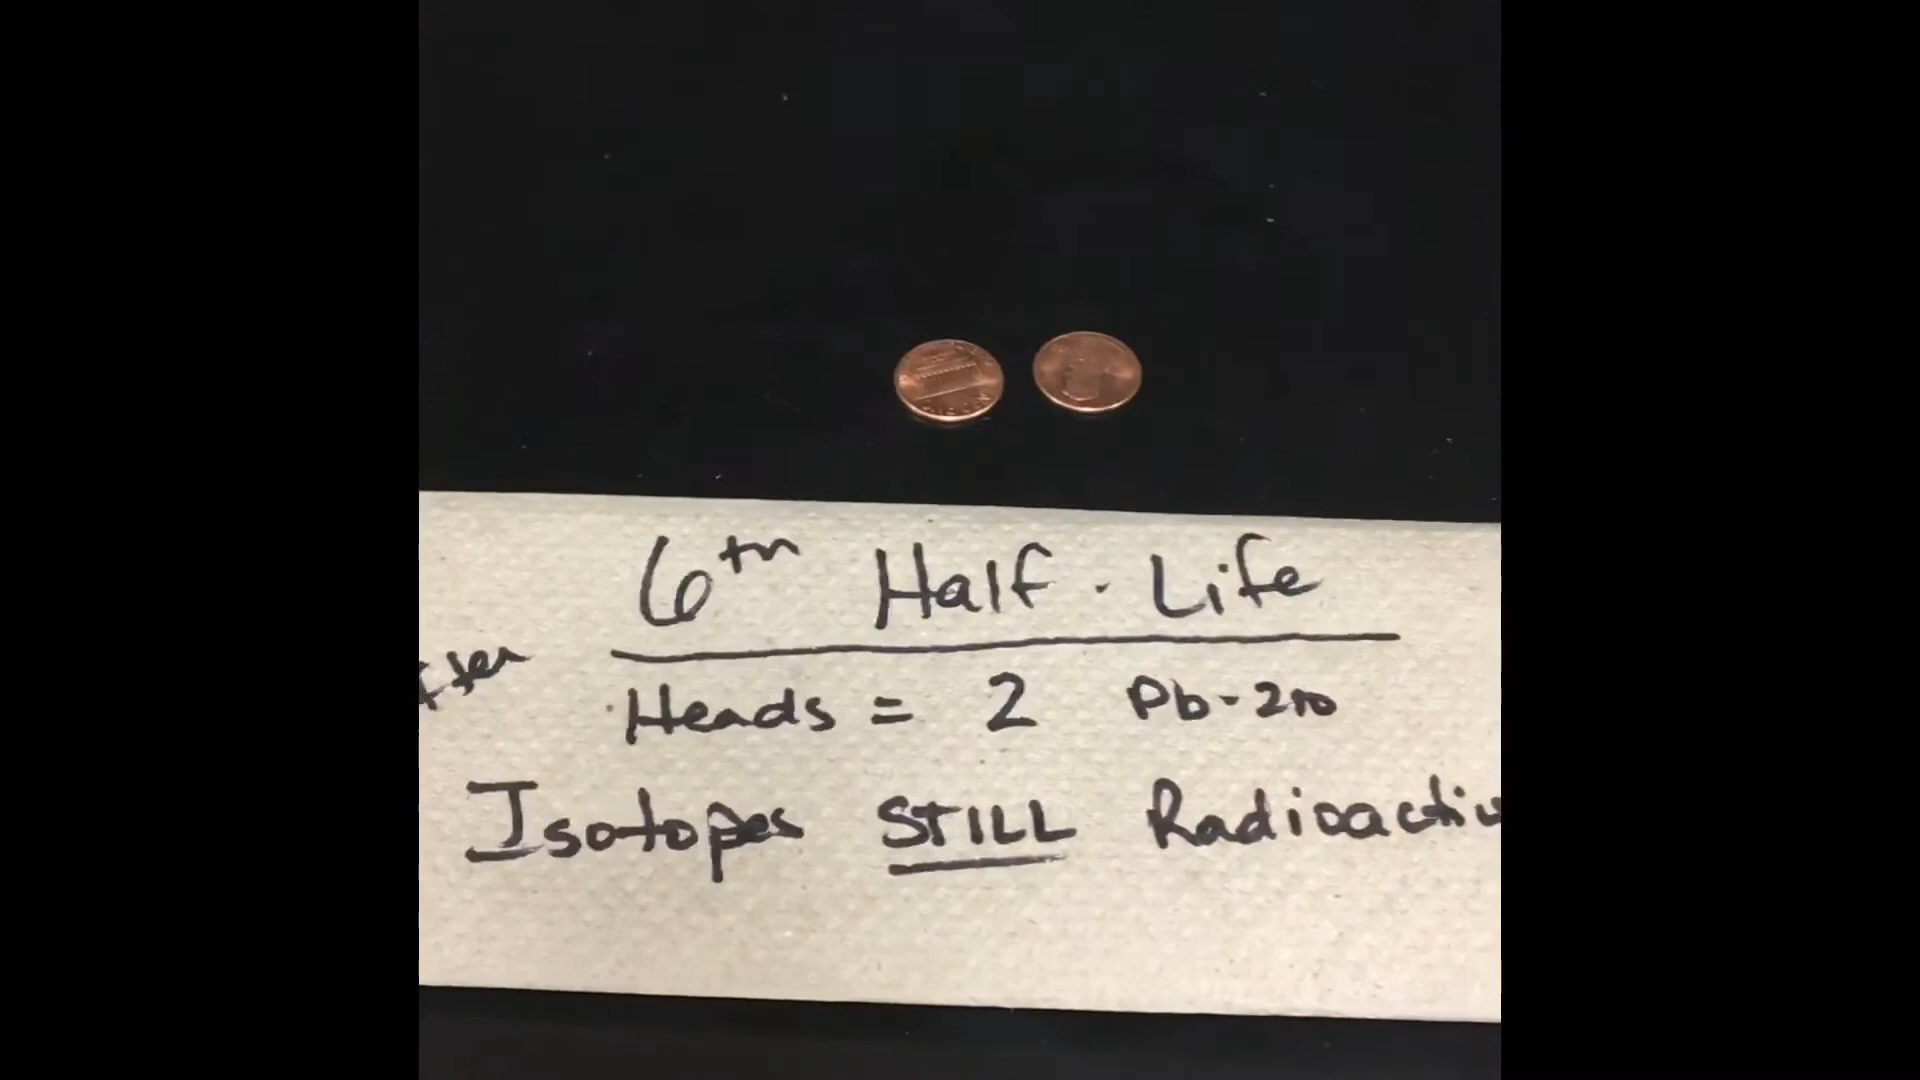 6th Half-Life
Heads = 2 Pb-210
Isotopes STILL Radioactiv